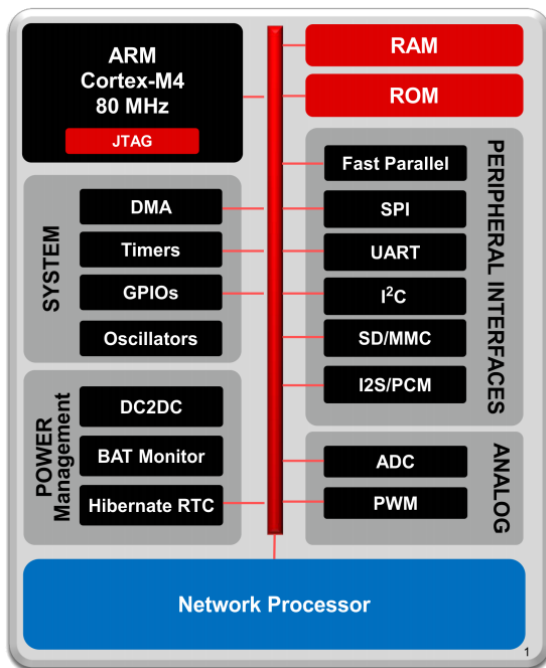 ARM
Cortex-M4
80 MHz
JTAG
RAM
ROM
SYSTEM
DMA
Timers
GPIOs
Oscillators
POWER
Management
DC2DC
BAT Monitor
Hibernate RTC
PERIPHERAL INTERFACES
Fast Parallel
SPI
UART
I²C
SD/MMC
I2S/PCM
ANALOG
ADC
PWM
Network Processor
1